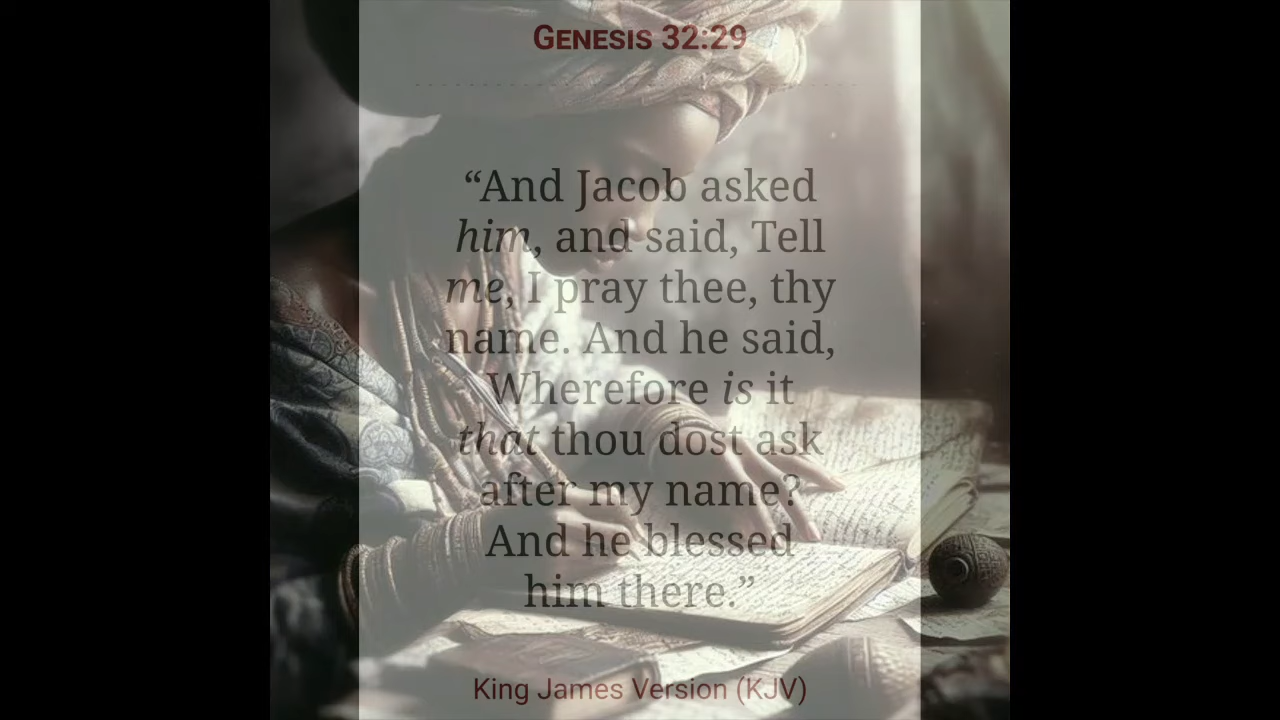 Genesis 32:29
“And Jacob asked
him, and said, Tell
me, I pray thee, thy
name. And he said,
Wherefore is it
that thou dost ask
after my name?
And he blessed
him there.”
King James Version (KJV)